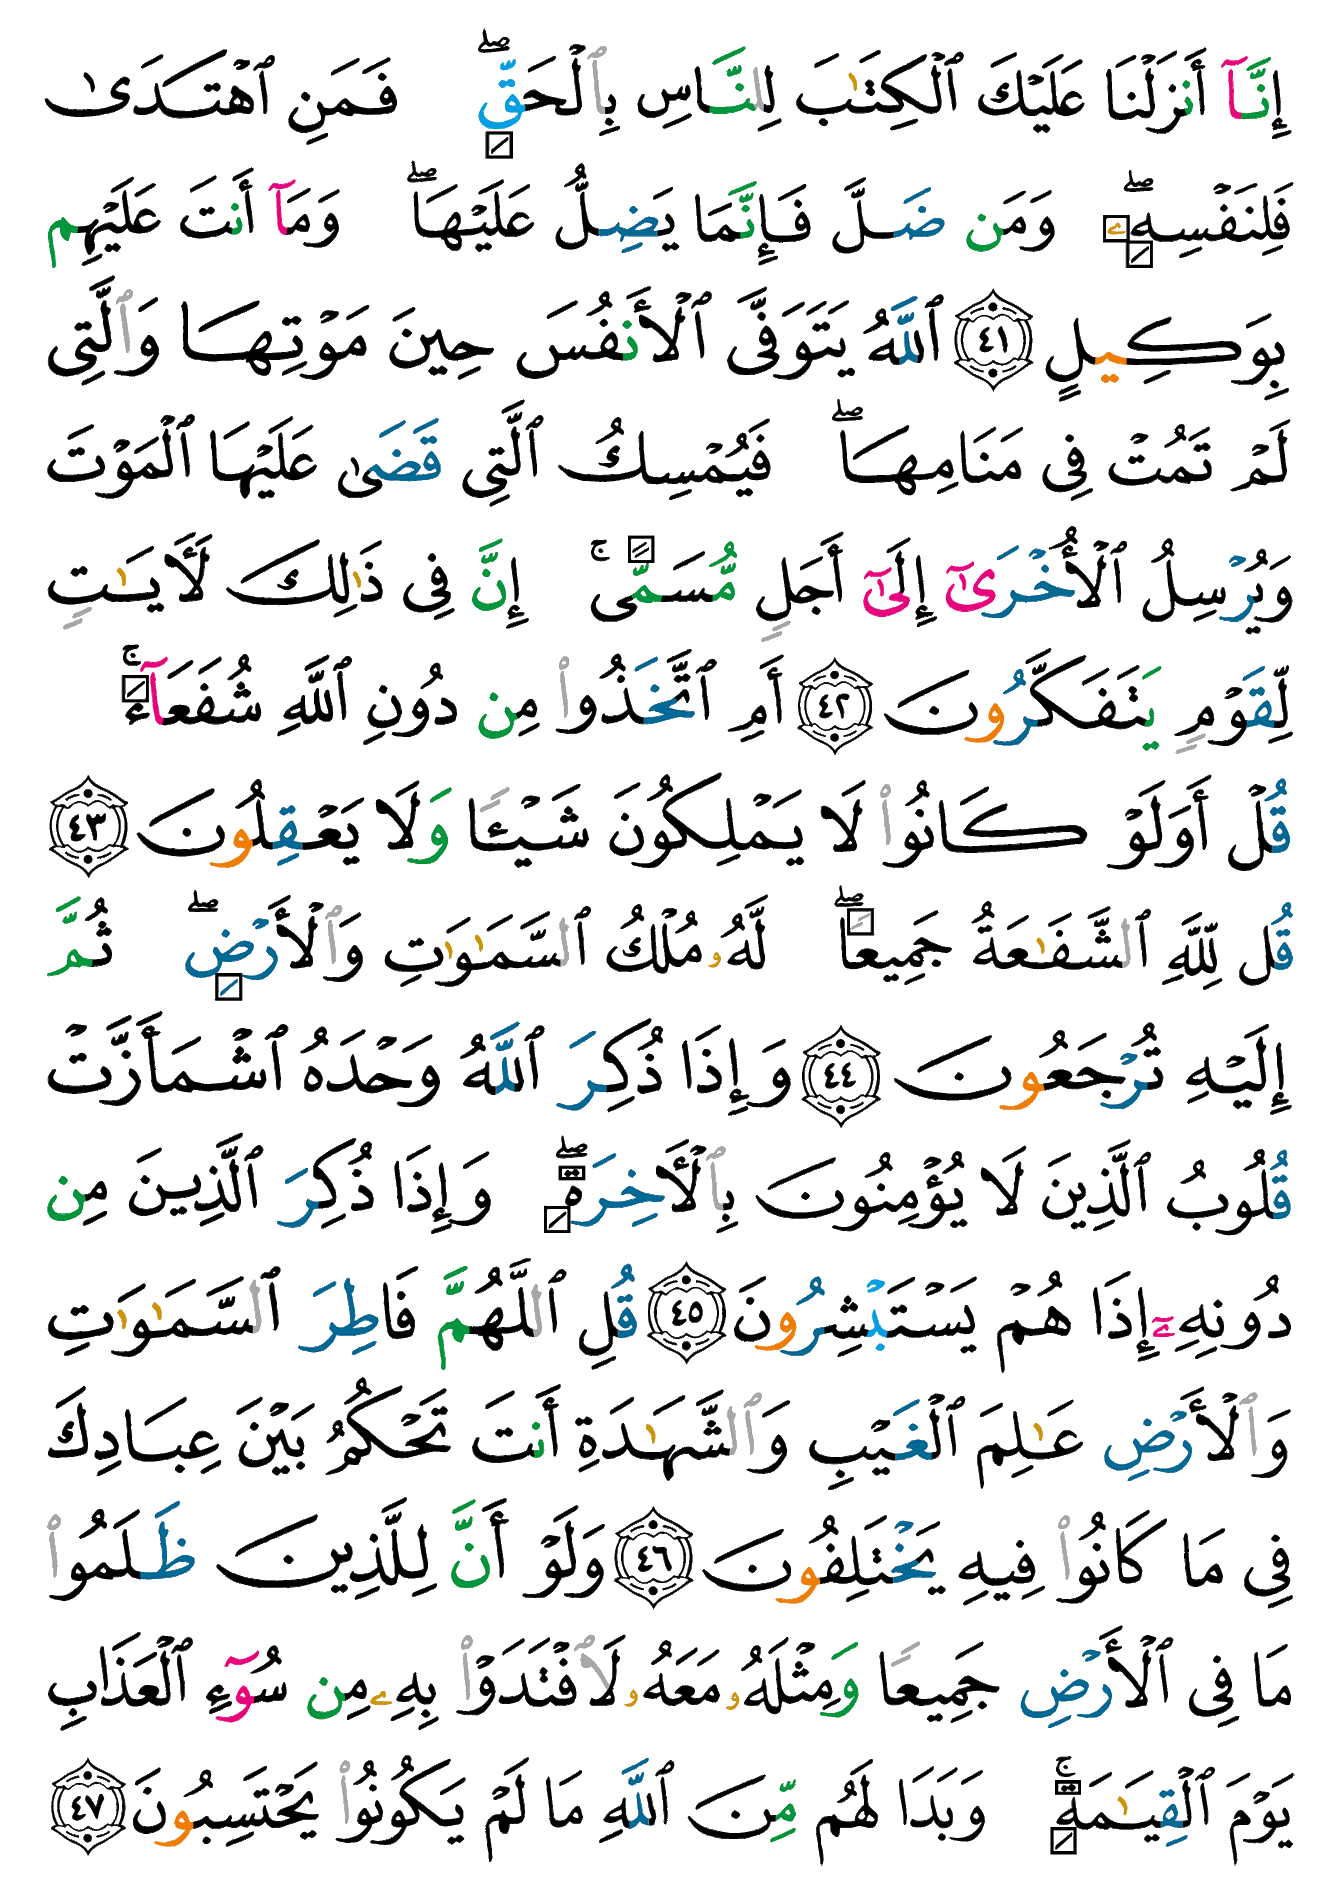 إِنَّآ أَنزَلْنَا عَلَيْكَ ٱلْكِتَٰبَ لِلنَّاسِ بِٱلْحَقِّ ۖ فَمَنِ ٱهْتَدَىٰ
فَلِنَفْسِهِۦ ۖ وَمَن ضَلَّ فَإِنَّمَا يَضِلُّ عَلَيْهَا ۖ وَمَآ أَنتَ عَلَيْهِم
بِوَكِيلٍ ٤١ ٱللَّهُ يَتَوَفَّى ٱلْأَنفُسَ حِينَ مَوْتِهَا وَٱلَّتِى
لَمْ تَمُتْ فِى مَنَامِهَا ۖ فَيُمْسِكُ ٱلَّتِى قَضَىٰ عَلَيْهَا ٱلْمَوْتَ
وَيُرْسِلُ ٱلْأُخْرَىٰٓ إِلَىٰٓ أَجَلٍ مُّسَمًّى ۚ إِنَّ فِى ذَٰلِكَ لَـَٔايَٰتٍ
لِّقَوْمٍ يَتَفَكَّرُونَ ٤٢ أَمِ ٱتَّخَذُوا۟ مِن دُونِ ٱللَّهِ شُفَعَآءَ ۚ
قُلْ أَوَلَوْ كَانُوا۟ لَا يَمْلِكُونَ شَيْـًٔا وَلَا يَعْقِلُونَ ٤٣
قُل لِّلَّهِ ٱلشَّفَٰعَةُ جَمِيعًا ۖ لَّهُۥ مُلْكُ ٱلسَّمَٰوَٰتِ وَٱلْأَرْضِ ۖ ثُمَّ
إِلَيْهِ تُرْجَعُونَ ٤٤ وَإِذَا ذُكِرَ ٱللَّهُ وَحْدَهُ ٱشْمَأَزَّتْ
قُلُوبُ ٱلَّذِينَ لَا يُؤْمِنُونَ بِٱلْـَٔاخِرَةِ ۖ وَإِذَا ذُكِرَ ٱلَّذِينَ مِن
دُونِهِۦٓ إِذَا هُمْ يَسْتَبْشِرُونَ ٤٥ قُلِ ٱللَّهُمَّ فَاطِرَ ٱلسَّمَٰوَٰتِ
وَٱلْأَرْضِ عَٰلِمَ ٱلْغَيْبِ وَٱلشَّهَٰدَةِ أَنتَ تَحْكُمُ بَيْنَ عِبَادِكَ
فِى مَا كَانُوا۟ فِيهِ يَخْتَلِفُونَ ٤٦ وَلَوْ أَنَّ لِلَّذِينَ ظَلَمُوا۟
مَا فِى ٱلْأَرْضِ جَمِيعًا وَمِثْلَهُۥ مَعَهُۥ لَٱفْتَدَوْا۟ بِهِۦ مِن سُوٓءِ ٱلْعَذَابِ
يَوْمَ ٱلْقِيَٰمَةِ ۚ وَبَدَا لَهُم مِّنَ ٱللَّهِ مَا لَمْ يَكُونُوا۟ يَحْتَسِبُونَ ٤٧